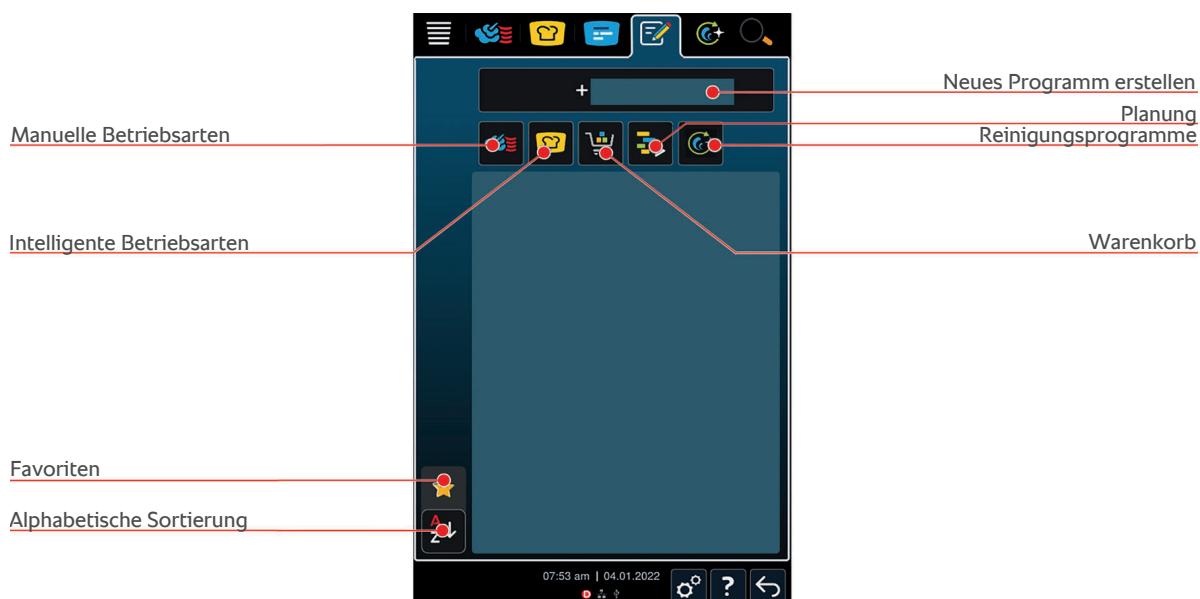 Neues Programm erstellen
Planung
Manuelle Betriebsarten
Reinigungsprogramme
Intelligente Betriebsarten
Warenkorb
Favoriten
Alphabetische Sortierung
A
Z
07:53 am | 04.01.2022
D
?